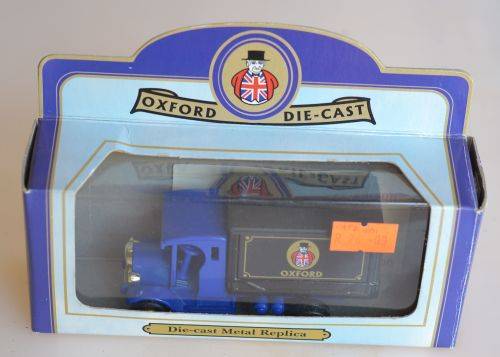 OXFORD DIE-CAST
OXFORD
Die-cast Metal Replica